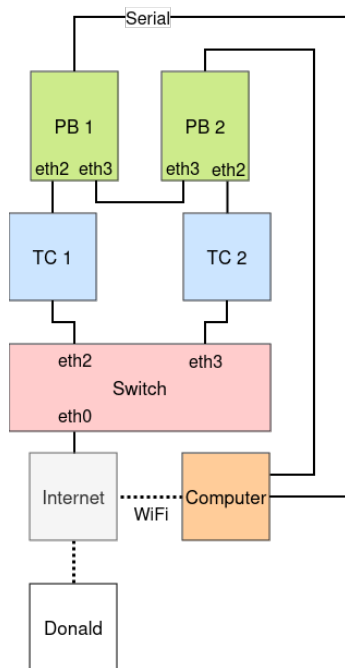 Serial
PB 1
PB 2
eth2 eth3
eth3 eth2
TC 1
TC 2
eth2
eth3
Switch
eth0
Internet
Computer
WiFi
Donald